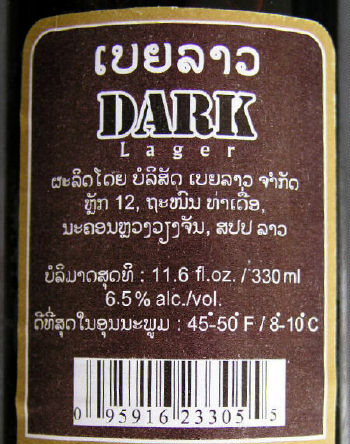 ເບຍລາວ
DARK
Lager
ຜະລິດໂດຍ ບໍລິສັດ ເບຍລາວ ຈຳກັດ
ຫຼັກ 12, ຖະໜົນ ທ່າເດື່ອ,
ນະຄອນຫຼວງວຽງຈັນ, ສປປ ລາວ
ບໍລິມາດສຸດທິ : 11.6 fl.oz. / 330 ml
6.5% alc./vol.
ດີທີ່ສຸດໃນອຸນນະພູມ : 45-50°F / 8-10°C
0 95916 23305 5